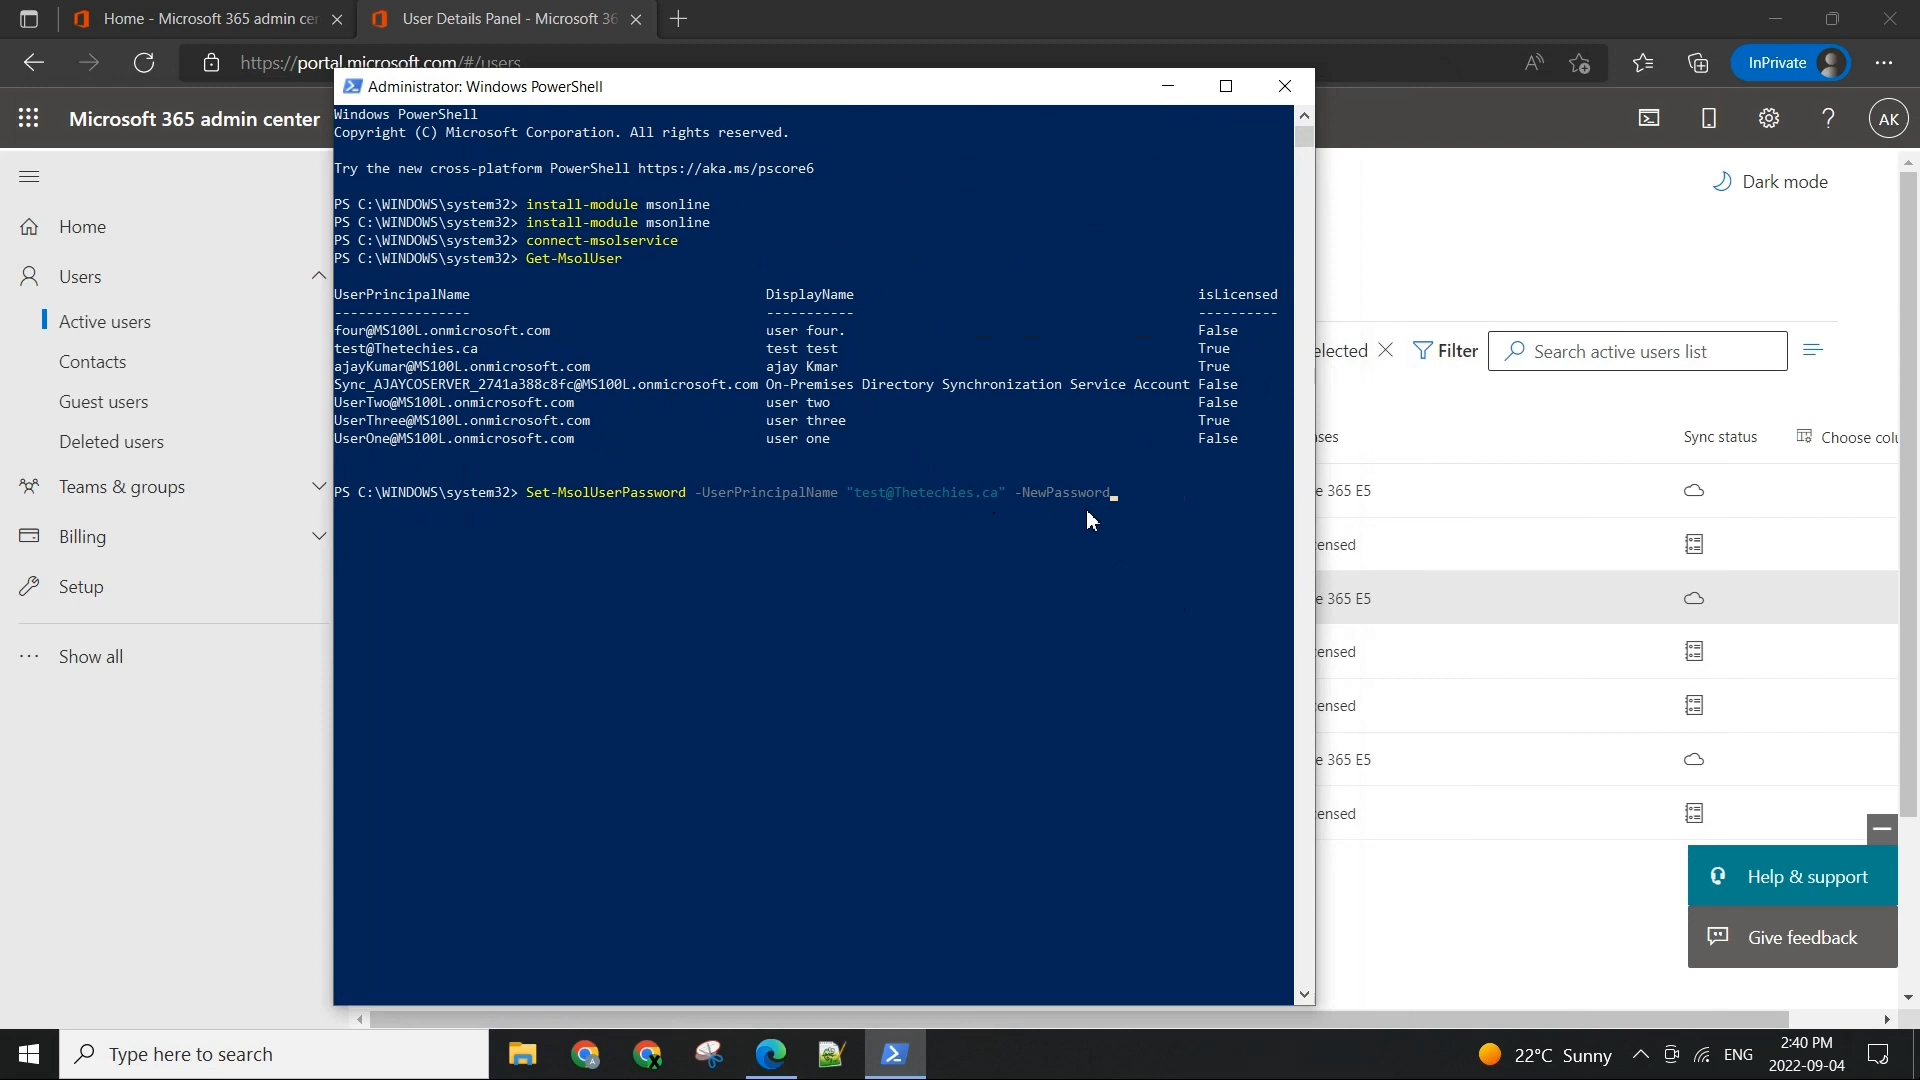 Home - Microsoft 365 admin cer
User Details Panel - Microsoft 36
https://portal.microsoft.com/#/users
InPrivate
Microsoft 365 admin center
AK
Administrator: Windows PowerShell
Windows PowerShell
Copyright (C) Microsoft Corporation. All rights reserved.
Try the new cross-platform PowerShell https://aka.ms/pscore6
PS C:\WINDOWS\system32> install-module msonline
PS C:\WINDOWS\system32> install-module msonline
PS C:\WINDOWS\system32> connect-msolservice
PS C:\WINDOWS\system32> Get-MsolUser
UserPrincipalName DisplayName isLicensed
----------------- ----------- ----------
four@MS100L.onmicrosoft.com user four. False
test@Thetechies.ca test test True
ajayKumar@MS100L.onmicrosoft.com ajay Kmar True
Sync_AJAYCOSERVER_2741a388c8fc@MS100L.onmicrosoft.com On-Premises Directory Synchronization Service Account False
UserTwo@MS100L.onmicrosoft.com user two False
UserThree@MS100L.onmicrosoft.com user three True
UserOne@MS100L.onmicrosoft.com user one False
PS C:\WINDOWS\system32> Set-MsolUserPassword -UserPrincipalName "test@Thetechies.ca" -NewPassword
Home
Users
Active users
Contacts
Guest users
Deleted users
Teams & groups
Billing
Setup
Show all
Dark mode
elected
Filter
Search active users list
ses
Sync status
Choose colu
e 365 E5
ensed
e 365 E5
ensed
ensed
e 365 E5
ensed
Help & support
Give feedback
Type here to search
22°C Sunny
ENG
2:40 PM
2022-09-04